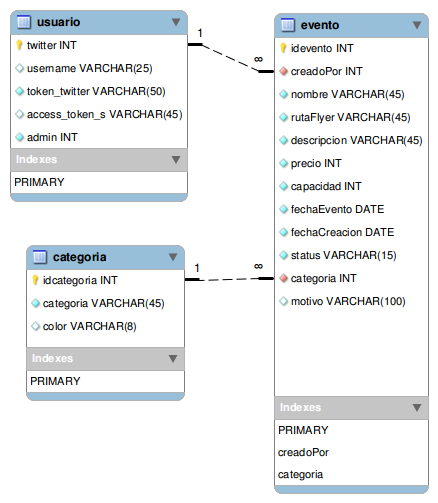 usuario
twitter INT
username VARCHAR(25)
token_twitter VARCHAR(50)
access_token_s VARCHAR(45)
admin INT
Indexes
PRIMARY
1
∞
evento
idevento INT
creadoPor INT
nombre VARCHAR(45)
rutaFlyer VARCHAR(45)
descripcion VARCHAR(45)
precio INT
capacidad INT
fechaEvento DATE
fechaCreacion DATE
status VARCHAR(15)
categoria INT
motivo VARCHAR(100)
Indexes
PRIMARY
creadoPor
categoria
categoria
idcategoria INT
categoria VARCHAR(45)
color VARCHAR(8)
Indexes
PRIMARY
1
∞